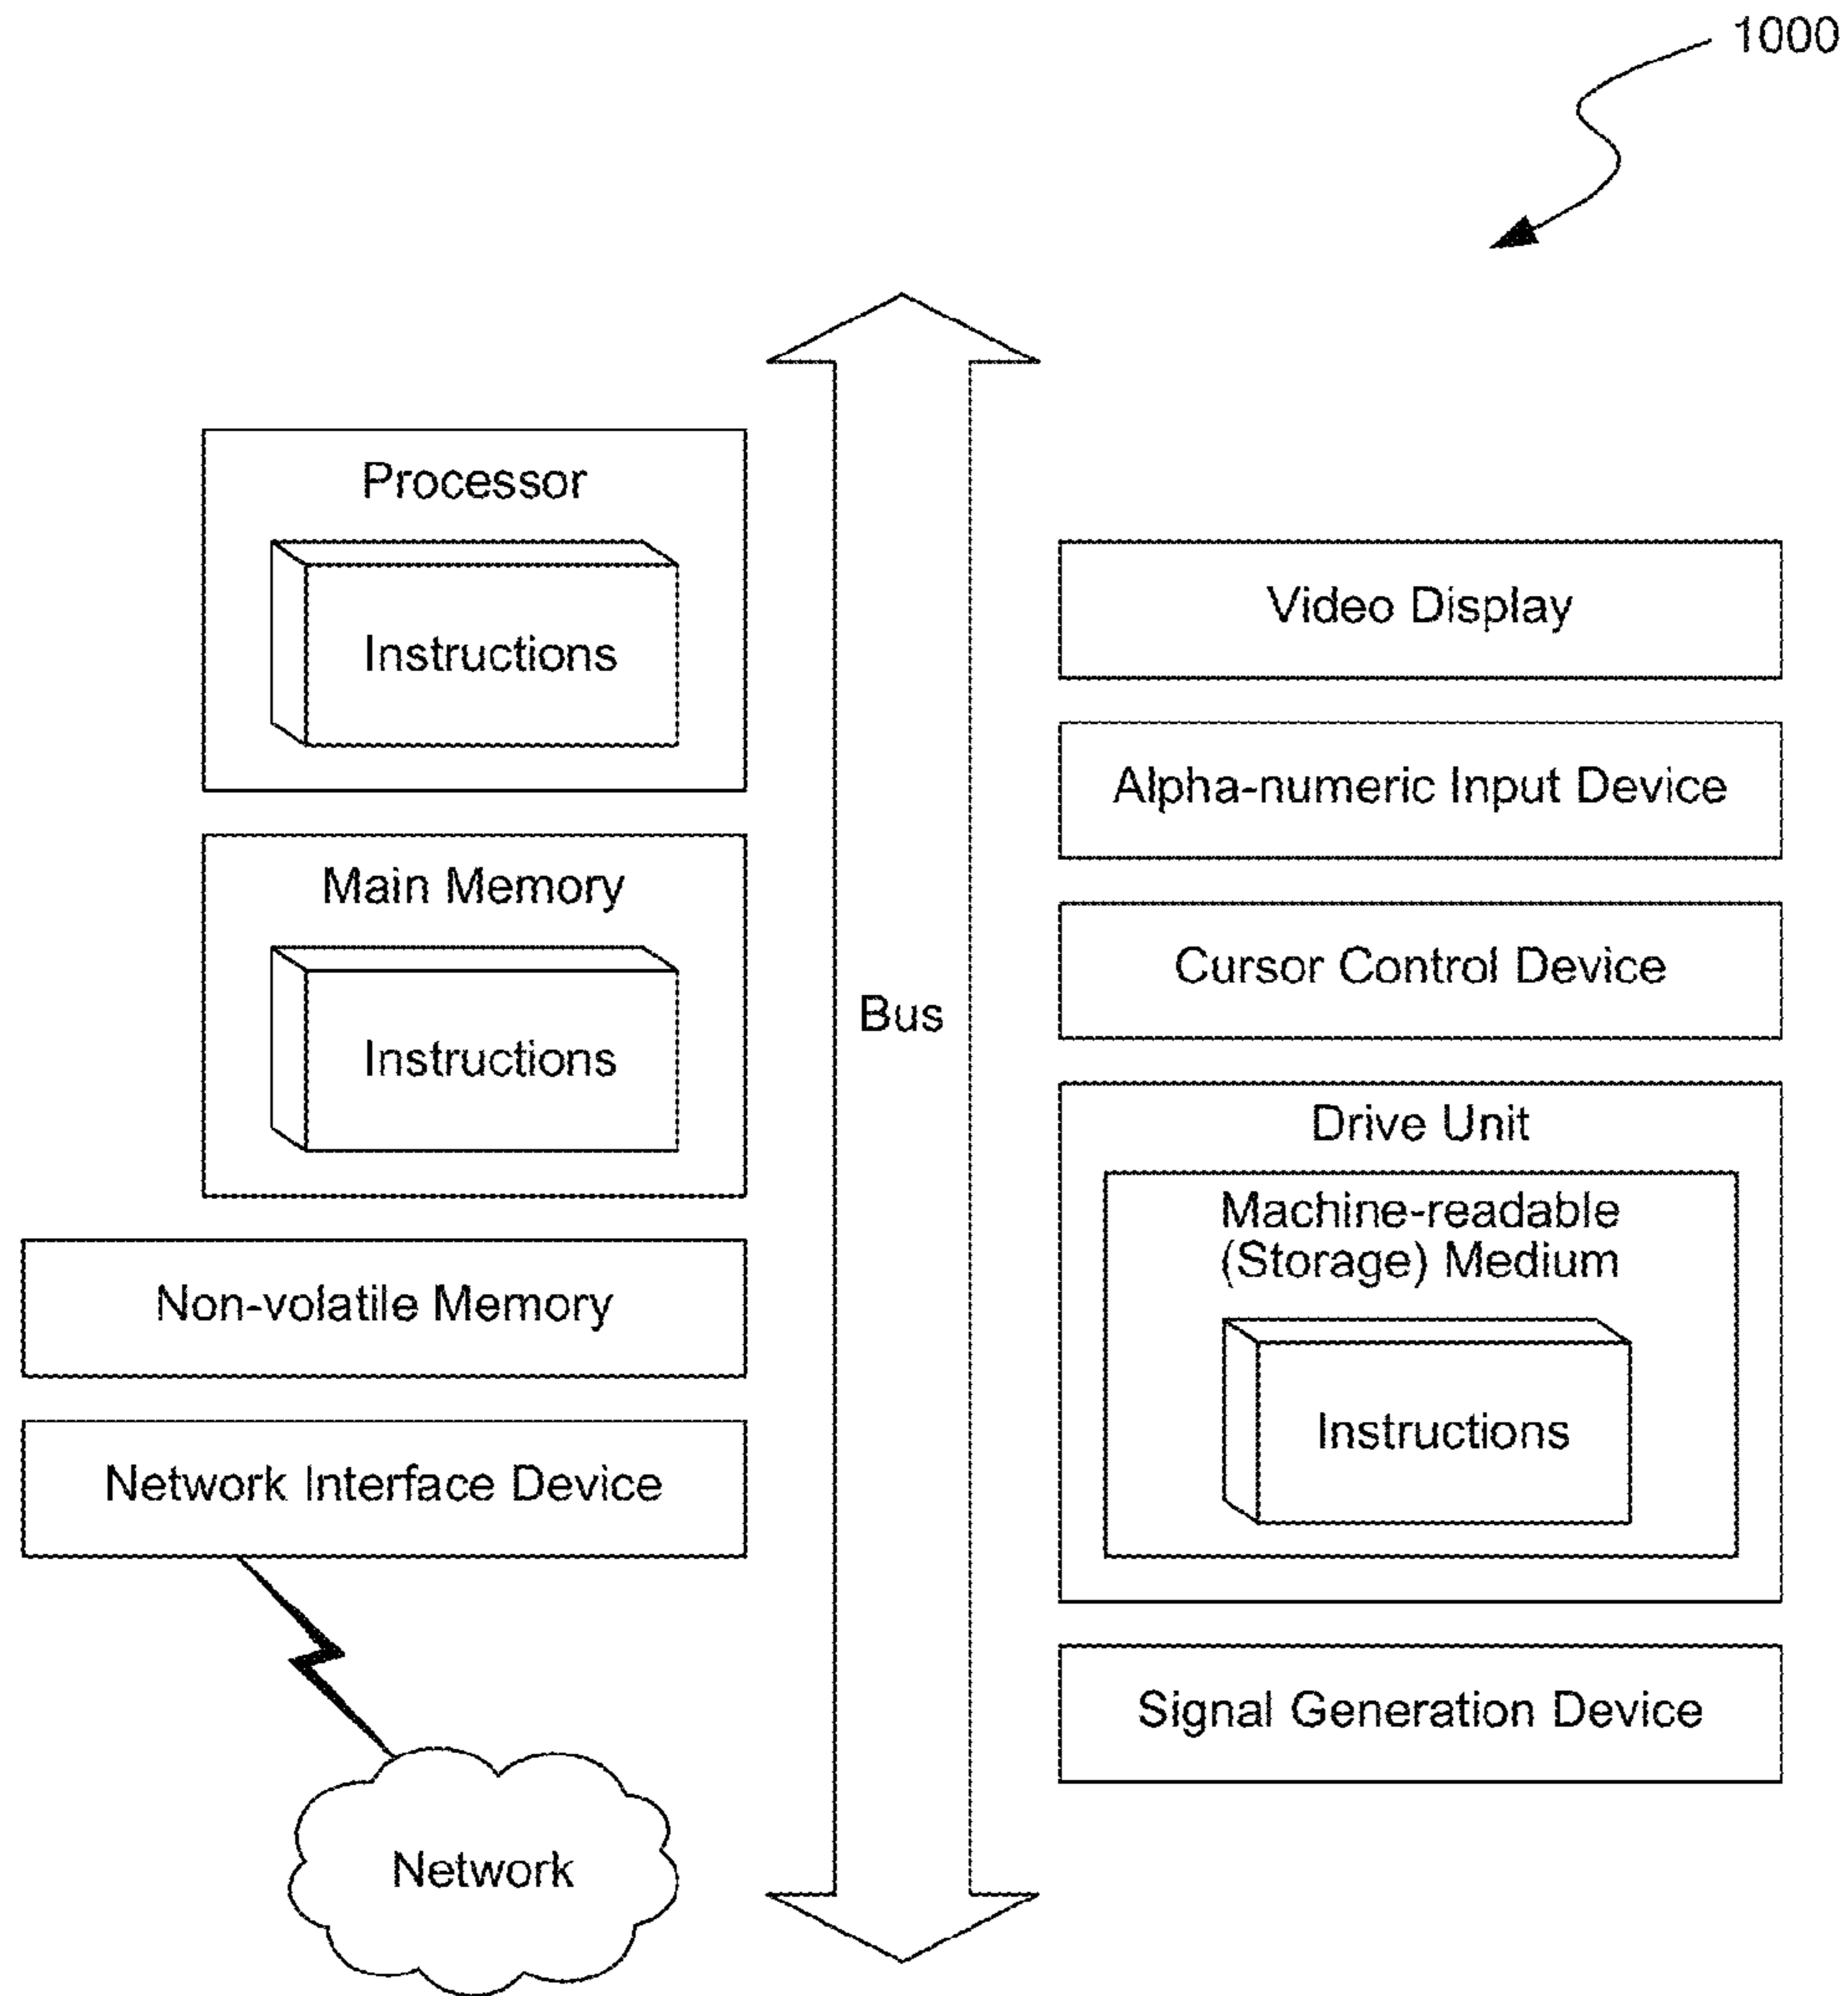 1000
Processor
Instructions
Main Memory
Instructions
Non-volatile Memory
Network Interface Device
Network
Bus
Video Display
Alpha-numeric Input Device
Cursor Control Device
Drive Unit
Machine-readable
(Storage) Medium
Instructions
Signal Generation Device